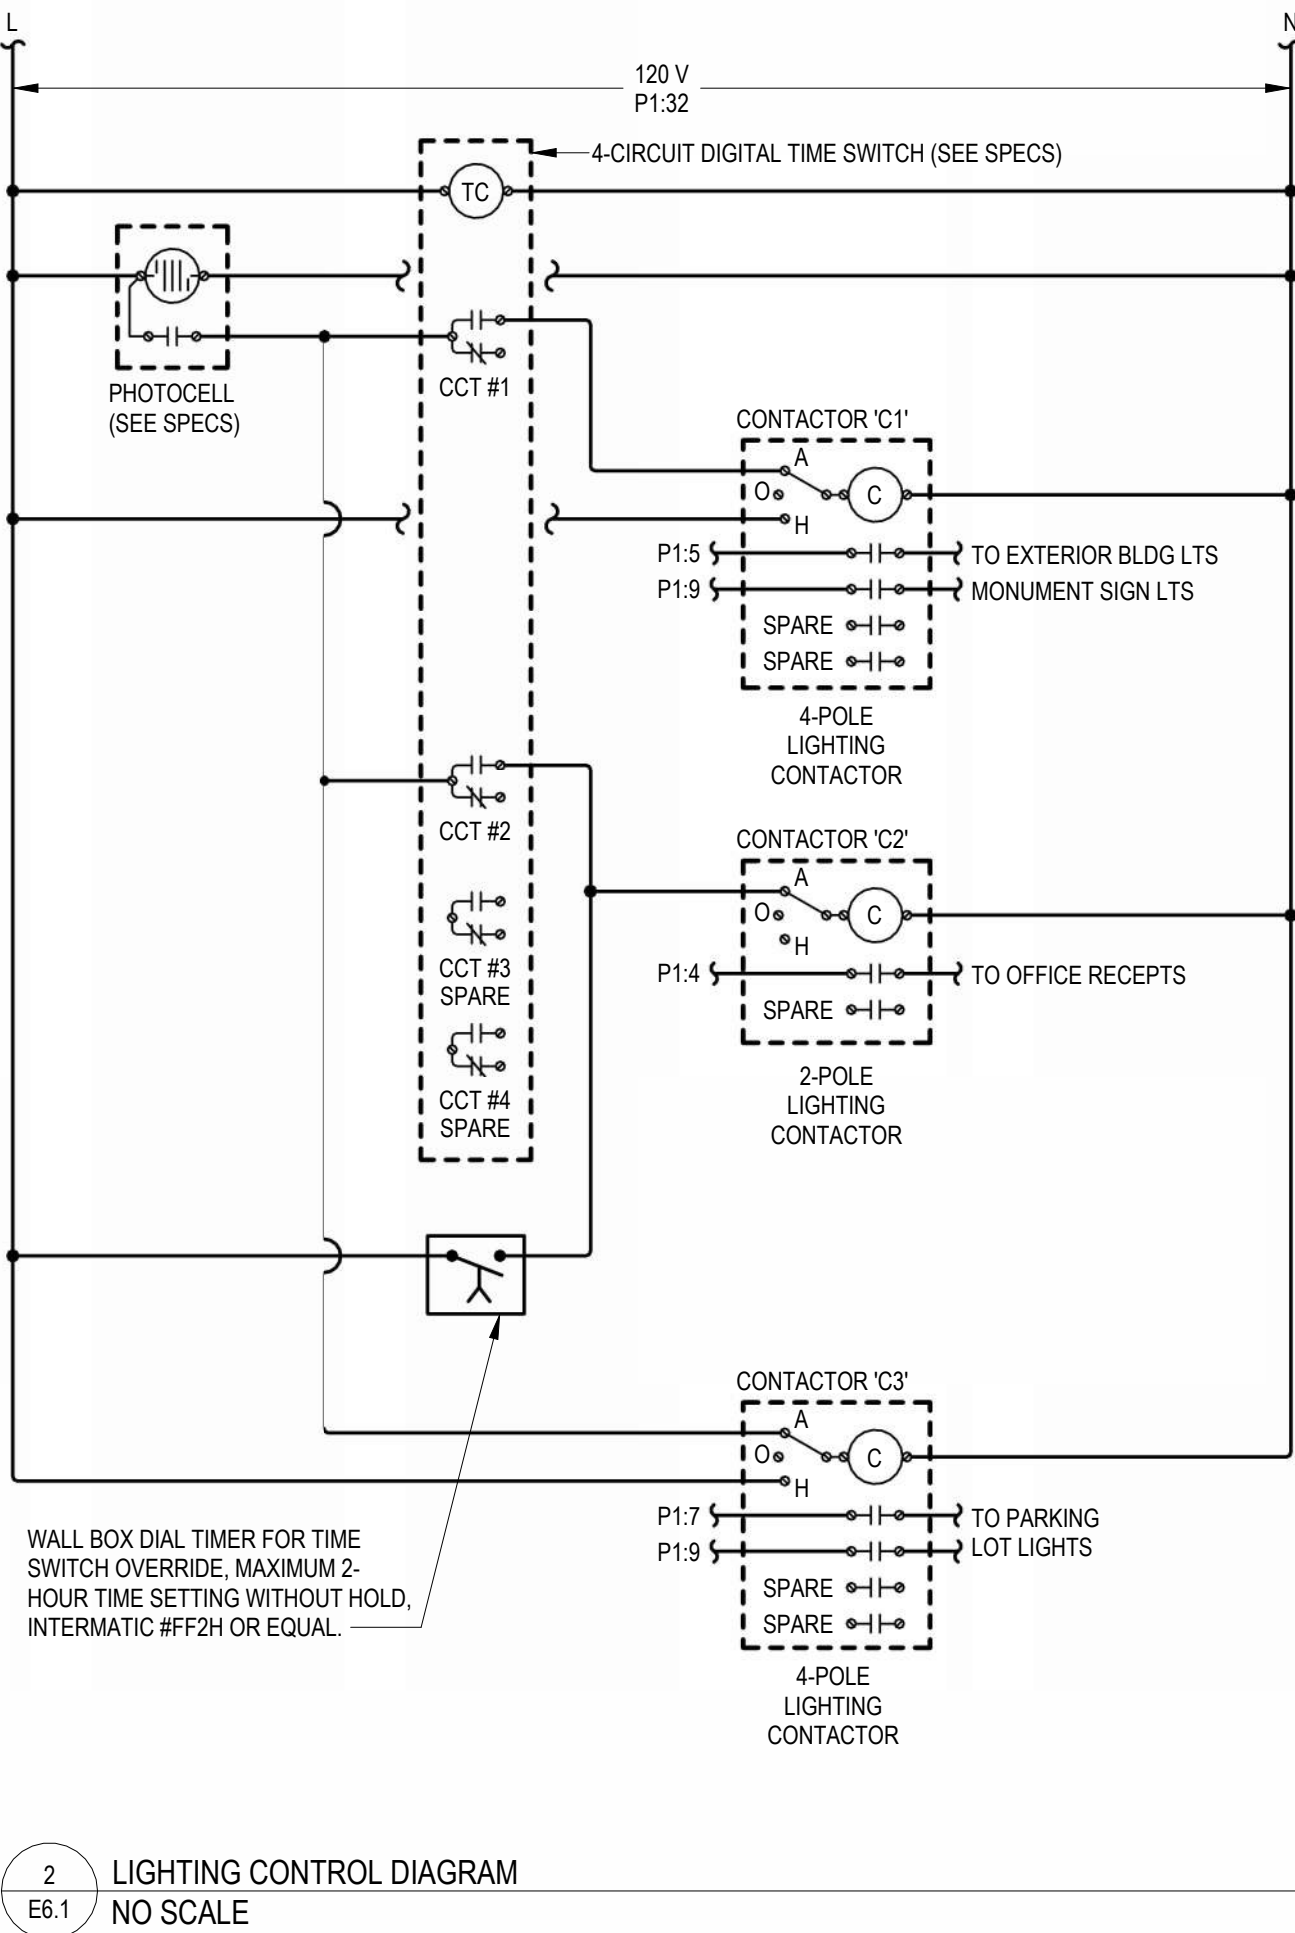 L
N
120 V
P1:32
4-CIRCUIT DIGITAL TIME SWITCH (SEE SPECS)
TC
PHOTOCELL
(SEE SPECS)
CCT #1
CONTACTOR 'C1'
A
O
C
H
P1:5
TO EXTERIOR BLDG LTS
P1:9
MONUMENT SIGN LTS
SPARE
SPARE
4-POLE
LIGHTING
CONTACTOR
CCT #2
CONTACTOR 'C2'
A
O
C
H
P1:4
TO OFFICE RECEPTS
SPARE
2-POLE
LIGHTING
CONTACTOR
CCT #3
SPARE
CCT #4
SPARE
CONTACTOR 'C3'
A
O
C
H
P1:7
TO PARKING
P1:9
LOT LIGHTS
SPARE
SPARE
4-POLE
LIGHTING
CONTACTOR
WALL BOX DIAL TIMER FOR TIME
SWITCH OVERRIDE, MAXIMUM 2-
HOUR TIME SETTING WITHOUT HOLD,
INTERMATIC #FF2H OR EQUAL.
2
E6.1
LIGHTING CONTROL DIAGRAM
NO SCALE